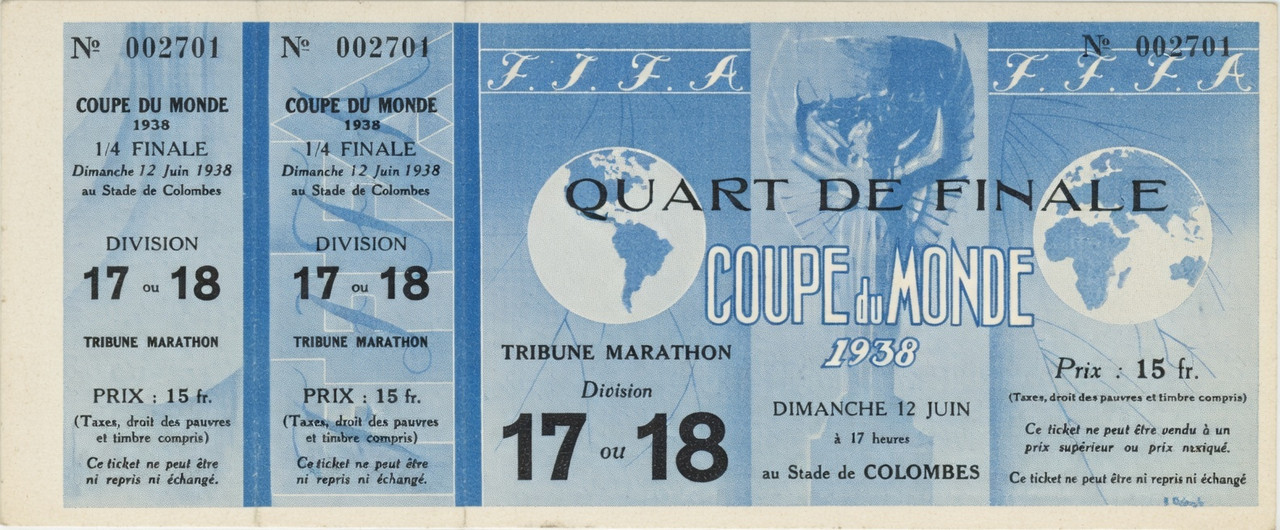 Nº 002701
COUPE DU MONDE
1938
1/4 FINALE
Dimanche 12 Juin 1938
au Stade de Colombes
DIVISION
17 ou 18
TRIBUNE MARATHON
PRIX : 15 fr.
(Taxes, droit des pauvres
et timbre compris)
Ce ticket ne peut être
ni repris ni échangé.
Nº 002701
COUPE DU MONDE
1938
1/4 FINALE
Dimanche 12 Juin 1938
au Stade de Colombes
DIVISION
17 ou 18
TRIBUNE MARATHON
PRIX : 15 fr.
(Taxes, droit des pauvres
et timbre compris)
Ce ticket ne peut être
ni repris ni échangé.
F. I. F. A
Nº 002701
F. F. F. A
QUART DE FINALE
COUPE du MONDE
1938
TRIBUNE MARATHON
Division
17 ou 18
DIMANCHE 12 JUIN
à 17 heures
au Stade de COLOMBES
Prix : 15 fr.
(Taxes, droit des pauvres et timbre compris)
Ce ticket ne peut être vendu à un
prix supérieur ou prix
Ce ticket ne peut être ni repris ni échangé